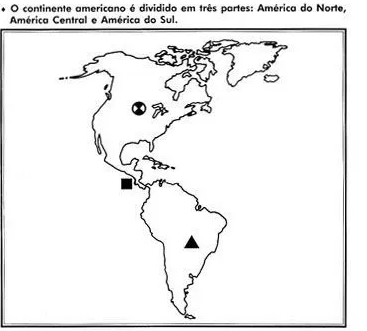 • O continente americano é dividido em três partes: América do Norte,
América Central e América do Sul.